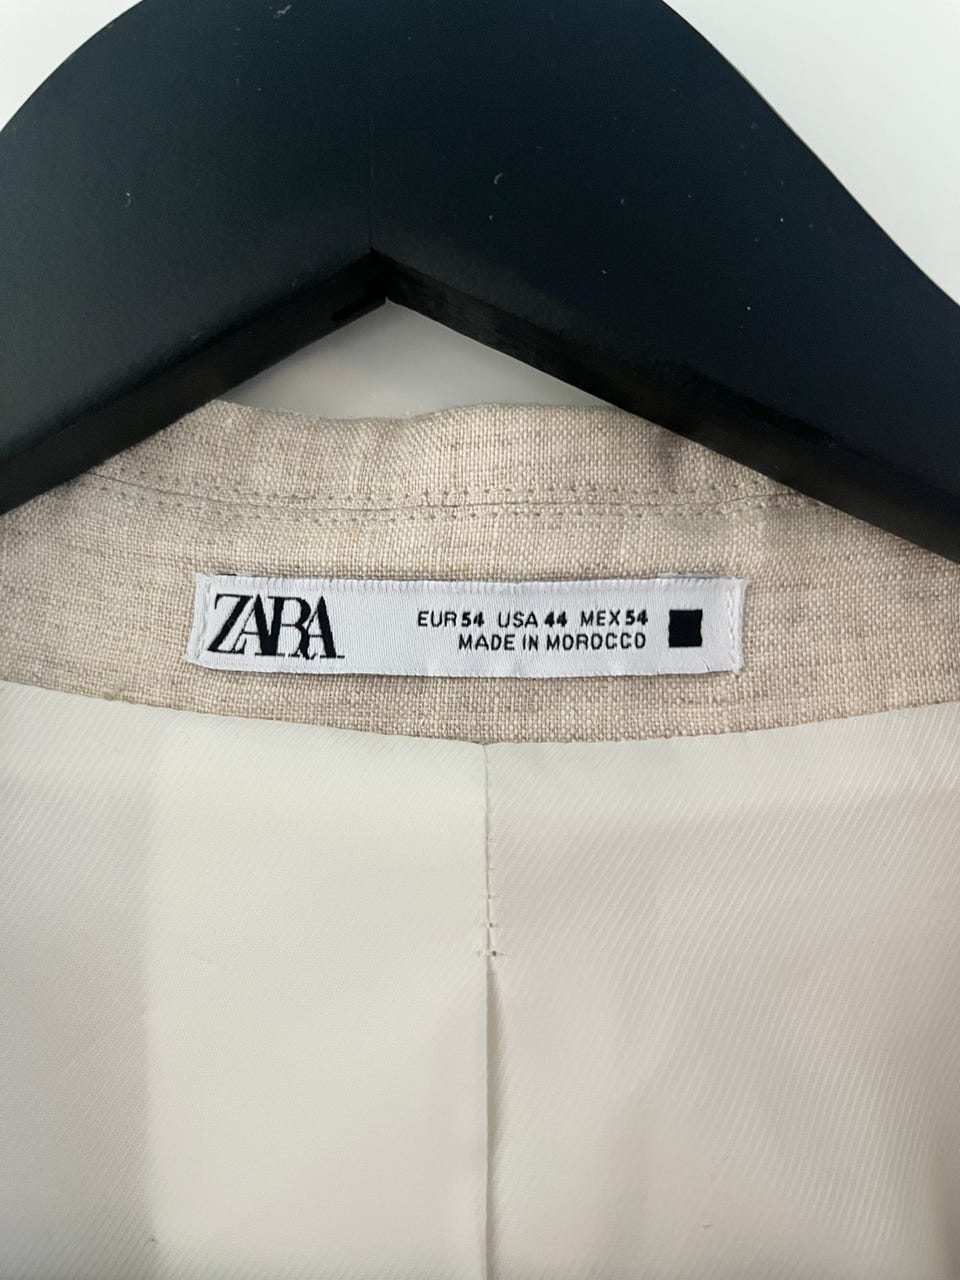 ZARA
EUR 54 USA 44 MEX 54
MADE IN MOROCCO